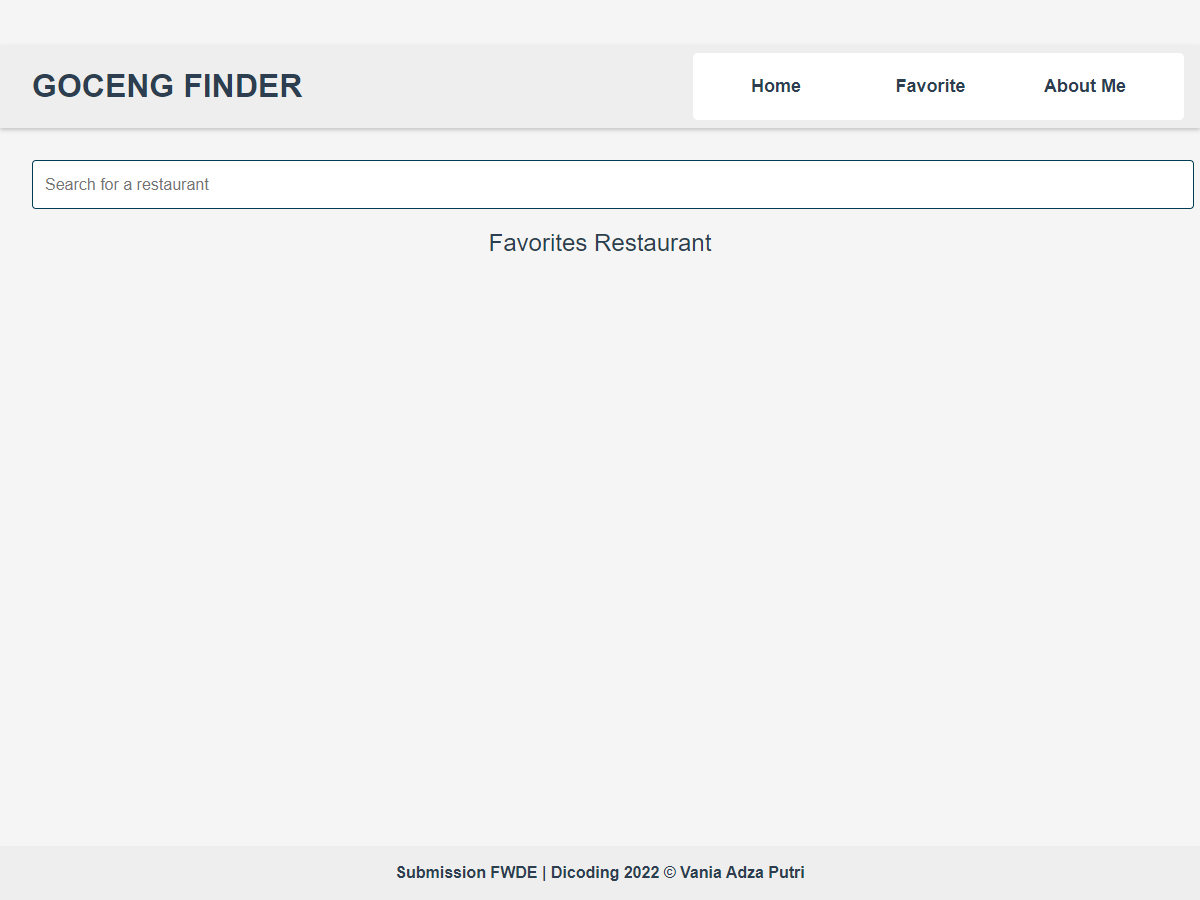 GOCENG FINDER
Home Favorite About Me
Search for a restaurant
Favorites Restaurant
Submission FWDE | Dicoding 2022 © Vania Adza Putri